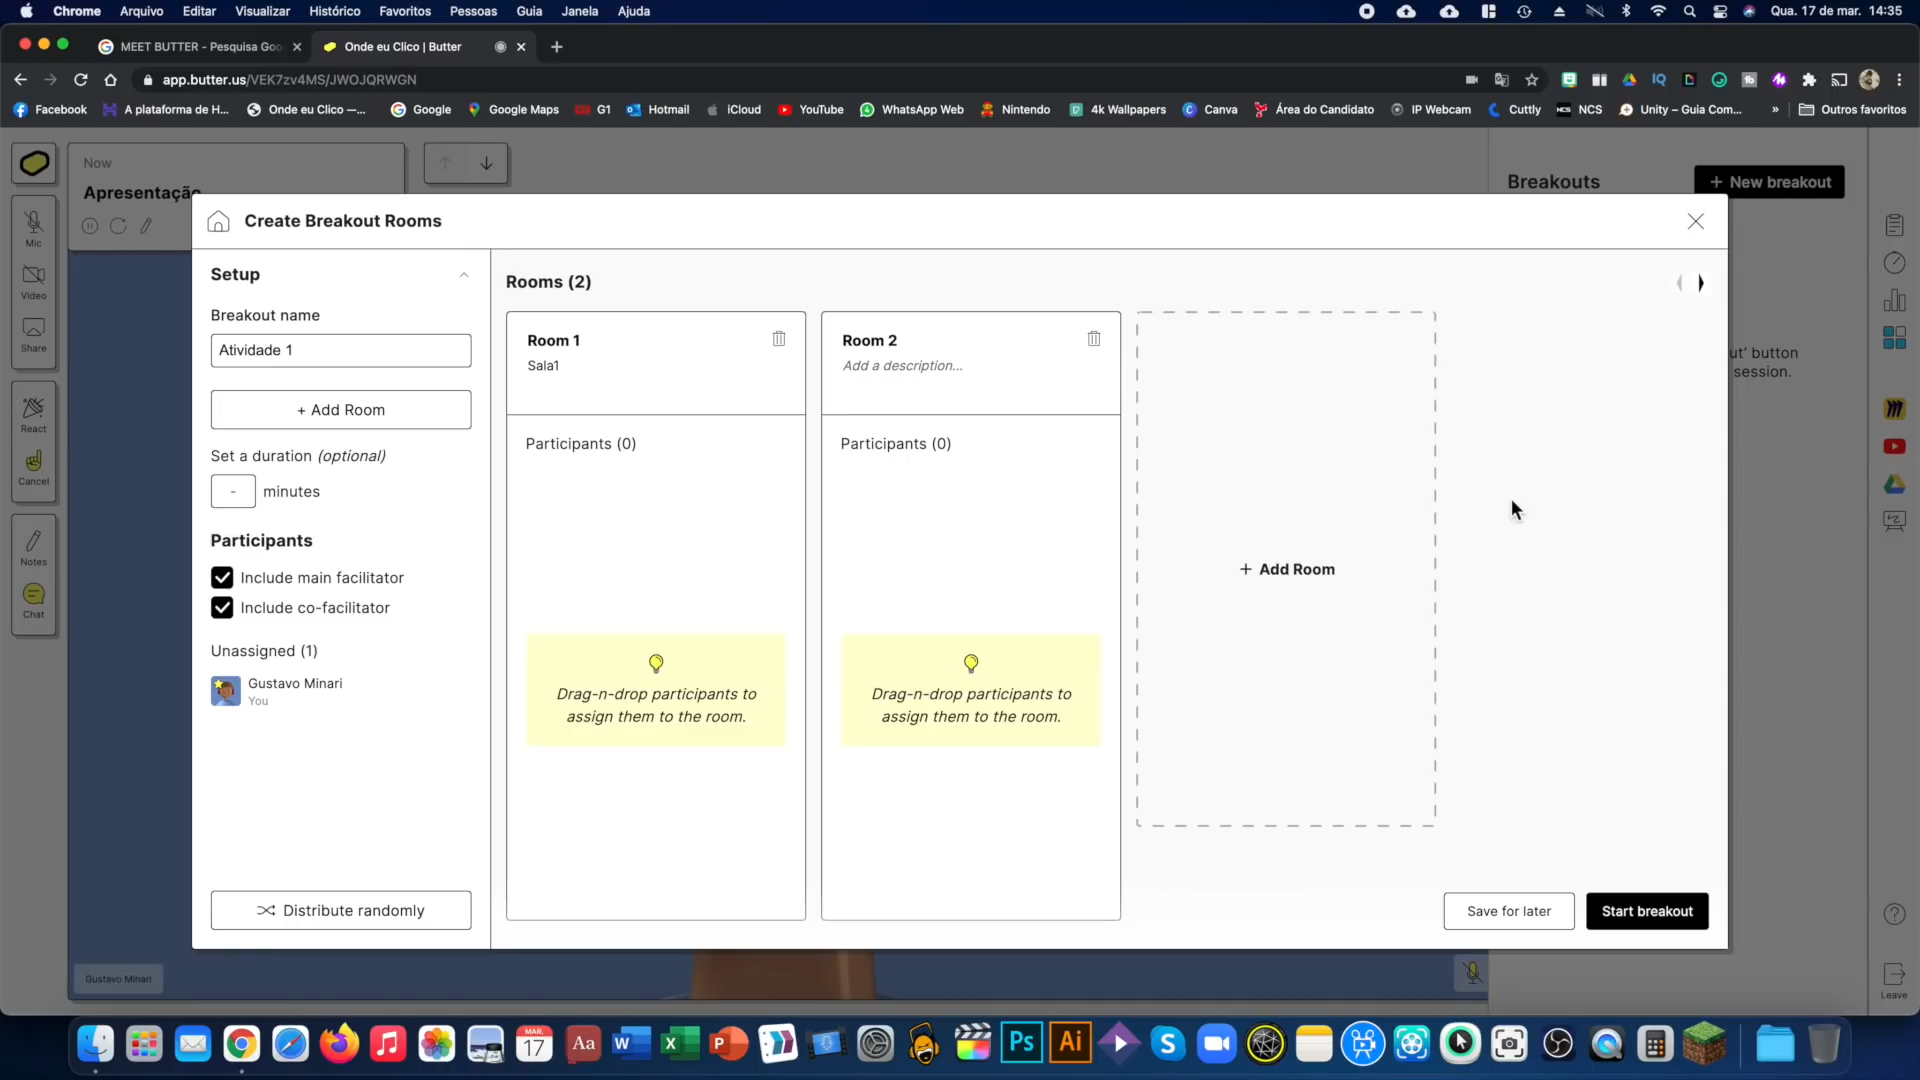 Chrome Arquivo Editar Visualizar Histórico Favoritos Pessoas Guia Janela Ajuda Qua. 17 de mar. 14:35
MEET BUTTER - Pesquisa Goo Onde eu Clico | Butter
app.butter.us/VEK7zv4MS/JWOJQRWGN
Facebook A plataforma de H... Onde eu Clico —... Google Google Maps G1 Hotmail iCloud YouTube WhatsApp Web Nintendo 4k Wallpapers Canva Área do Candidato IP Webcam Cuttly NCS Unity – Guia Com... » Outros favoritos
Now
Apresentação
Breakouts
+ New breakout
Mic
Video
Share
React
Cancel
Notes
Chat
Create Breakout Rooms
Setup
Breakout name
Atividade 1
+ Add Room
Set a duration (optional)
- minutes
Participants
Include main facilitator
Include co-facilitator
Unassigned (1)
Gustavo Minari
You
Distribute randomly
Rooms (2)
Room 1
Sala1
Participants (0)
Drag-n-drop participants to
assign them to the room.
Room 2
Add a description...
Participants (0)
Drag-n-drop participants to
assign them to the room.
+ Add Room
Save for later
Start breakout
ut' button
session.
Gustavo Minari
Leave
MAR.
17
Aa
W
X
P
Ps
Ai
S